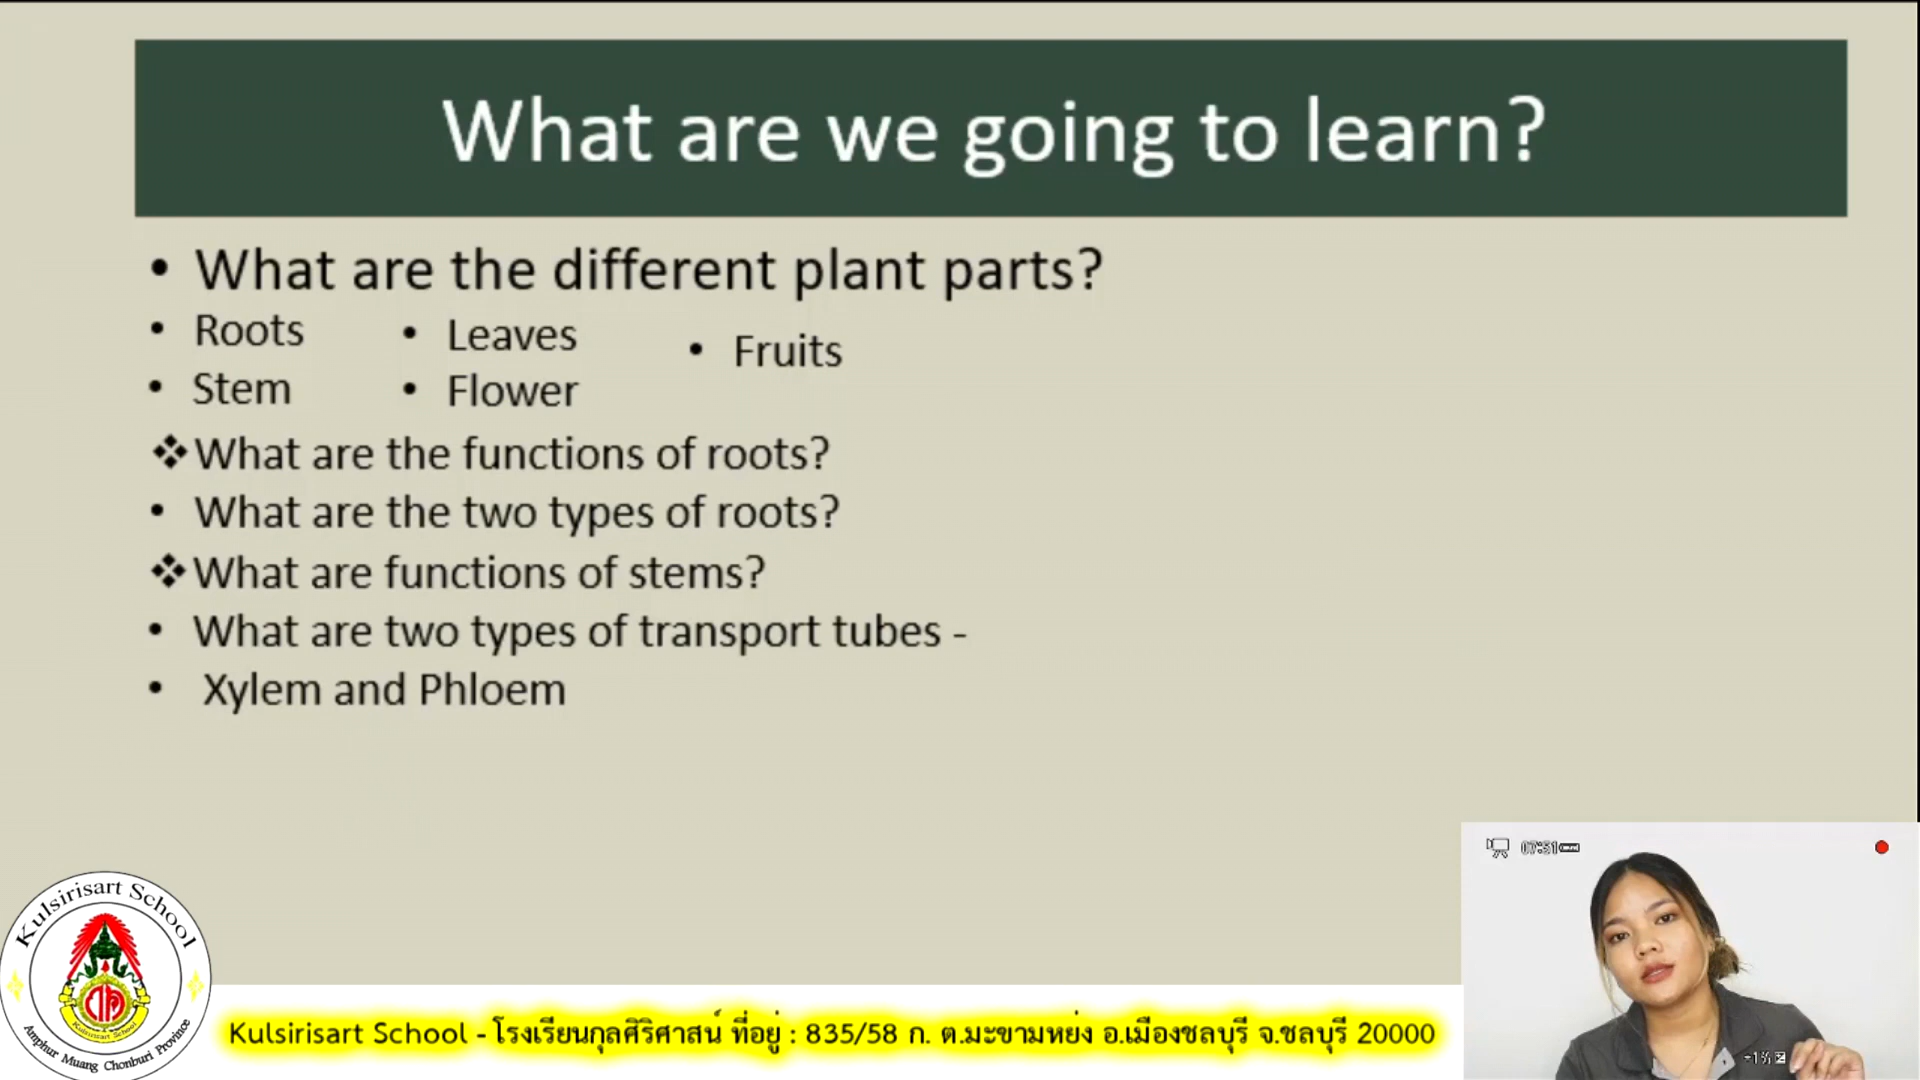 What are we going to learn?
• What are the different plant parts?
• Roots
• Stem
• Leaves
• Flower
• Fruits
❖What are the functions of roots?
• What are the two types of roots?
❖What are functions of stems?
• What are two types of transport tubes -
• Xylem and Phloem
Kulsirisart School
Amphur Muang Chonburi Province
Kulsirisart School
Kulsirisart School - โรงเรียนกุลศิริศาสน์ ที่อยู่ : 835/58 ก. ต.มะขามหย่ง อ.เมืองชลบุรี จ.ชลบุรี 20000